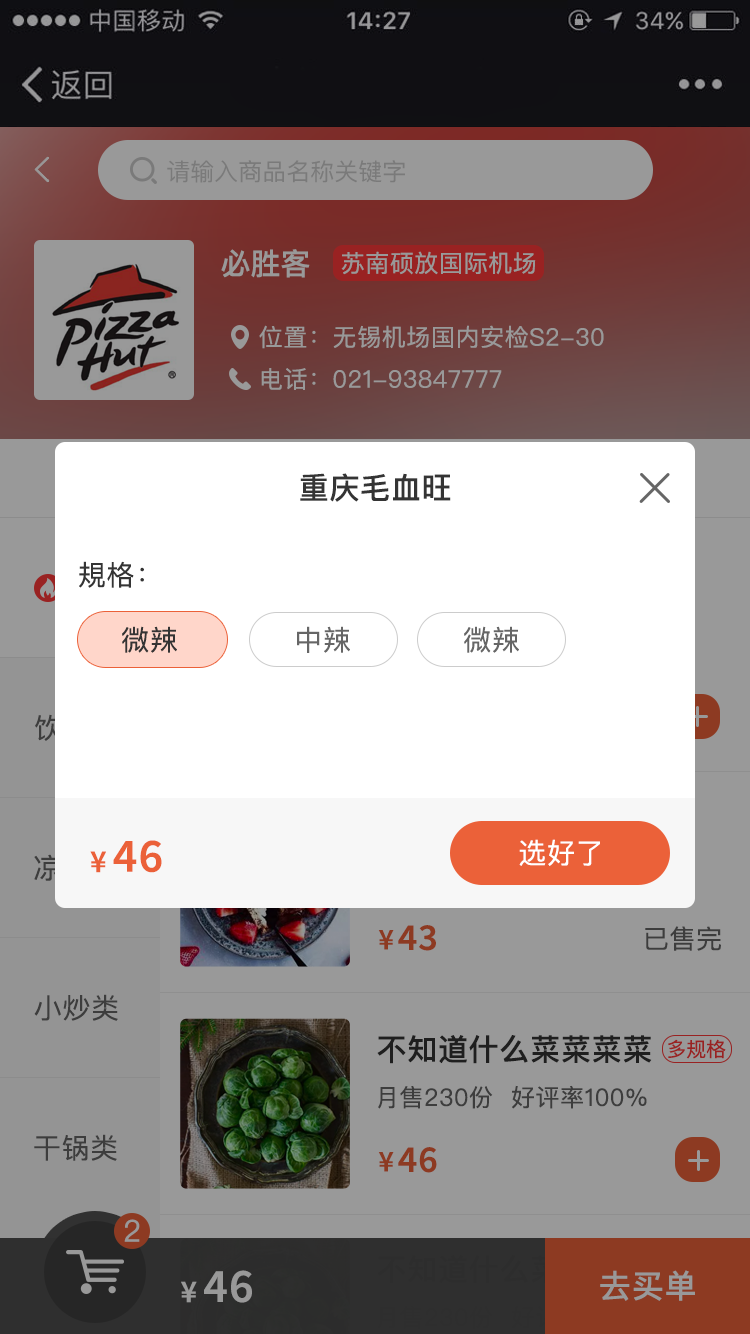 中国移动 14:27 34%
返回
请输入商品名称关键字
必胜客 苏南硕放国际机场
Pizza
Hut
®
位置：无锡机场国内安检S2-30
电话：021-93847777
重庆毛血旺
規格：
微辣 中辣 微辣
饮
¥46 选好了
凉
¥43 已售完
小炒类
不知道什么菜菜菜菜 多规格
月售230份 好评率100%
¥46
干锅类
2
¥46 去买单